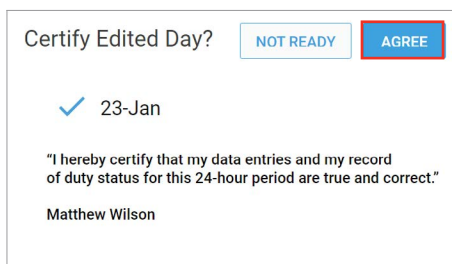 Certify Edited Day?
NOT READY
AGREE
23-Jan
“I hereby certify that my data entries and my record
of duty status for this 24-hour period are true and correct.”
Matthew Wilson